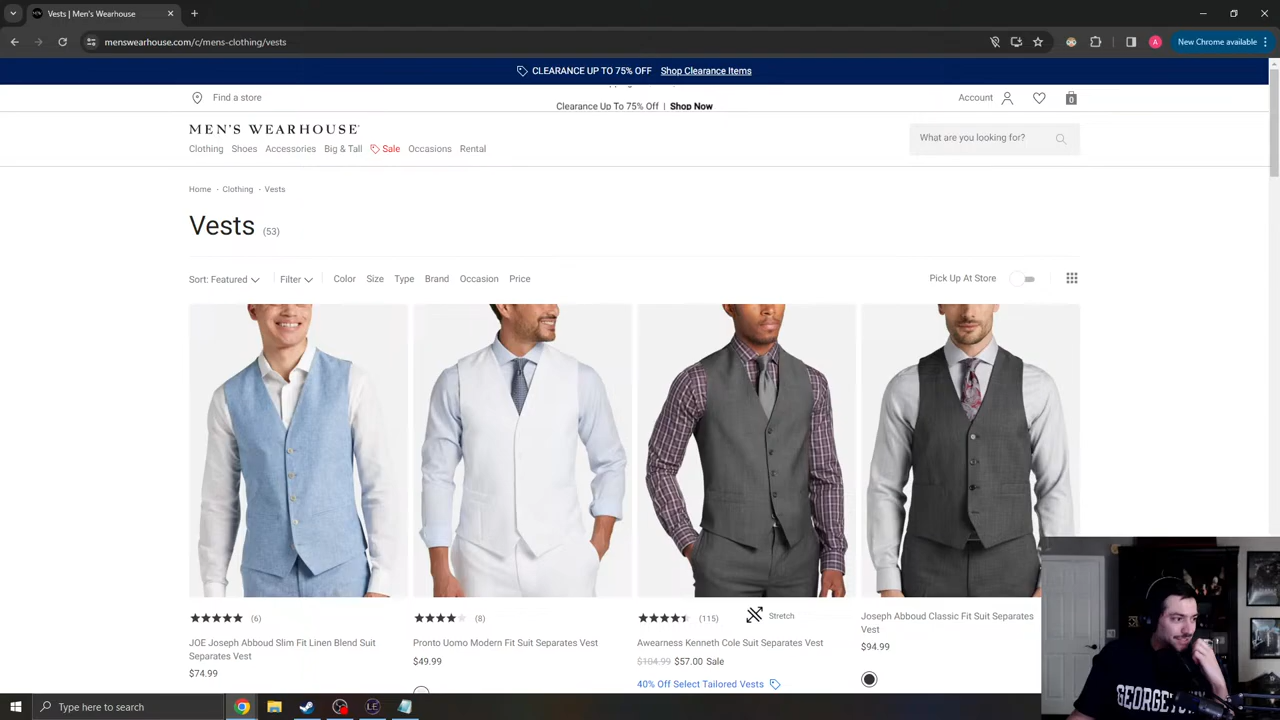 Vests | Men's Wearhouse
menswearhouse.com/c/mens-clothing/vests
New Chrome available
CLEARANCE UP TO 75% OFF Shop Clearance Items
Find a store
Clearance Up To 75% Off | Shop Now
Account
0
MEN'S WEARHOUSE
Clothing Shoes Accessories Big & Tall Sale Occasions Rental
What are you looking for?
Home · Clothing · Vests
Vests (53)
Sort: Featured Filter Color Size Type Brand Occasion Price
Pick Up At Store
(6)
(8)
(115)
Stretch
JOE Joseph Abboud Slim Fit Linen Blend Suit
Separates Vest
$74.99
Pronto Uomo Modern Fit Suit Separates Vest
$49.99
Awearness Kenneth Cole Suit Separates Vest
$104.99 $57.00 Sale
40% Off Select Tailored Vests
Joseph Abboud Classic Fit Suit Separates
Vest
$94.99
Type here to search